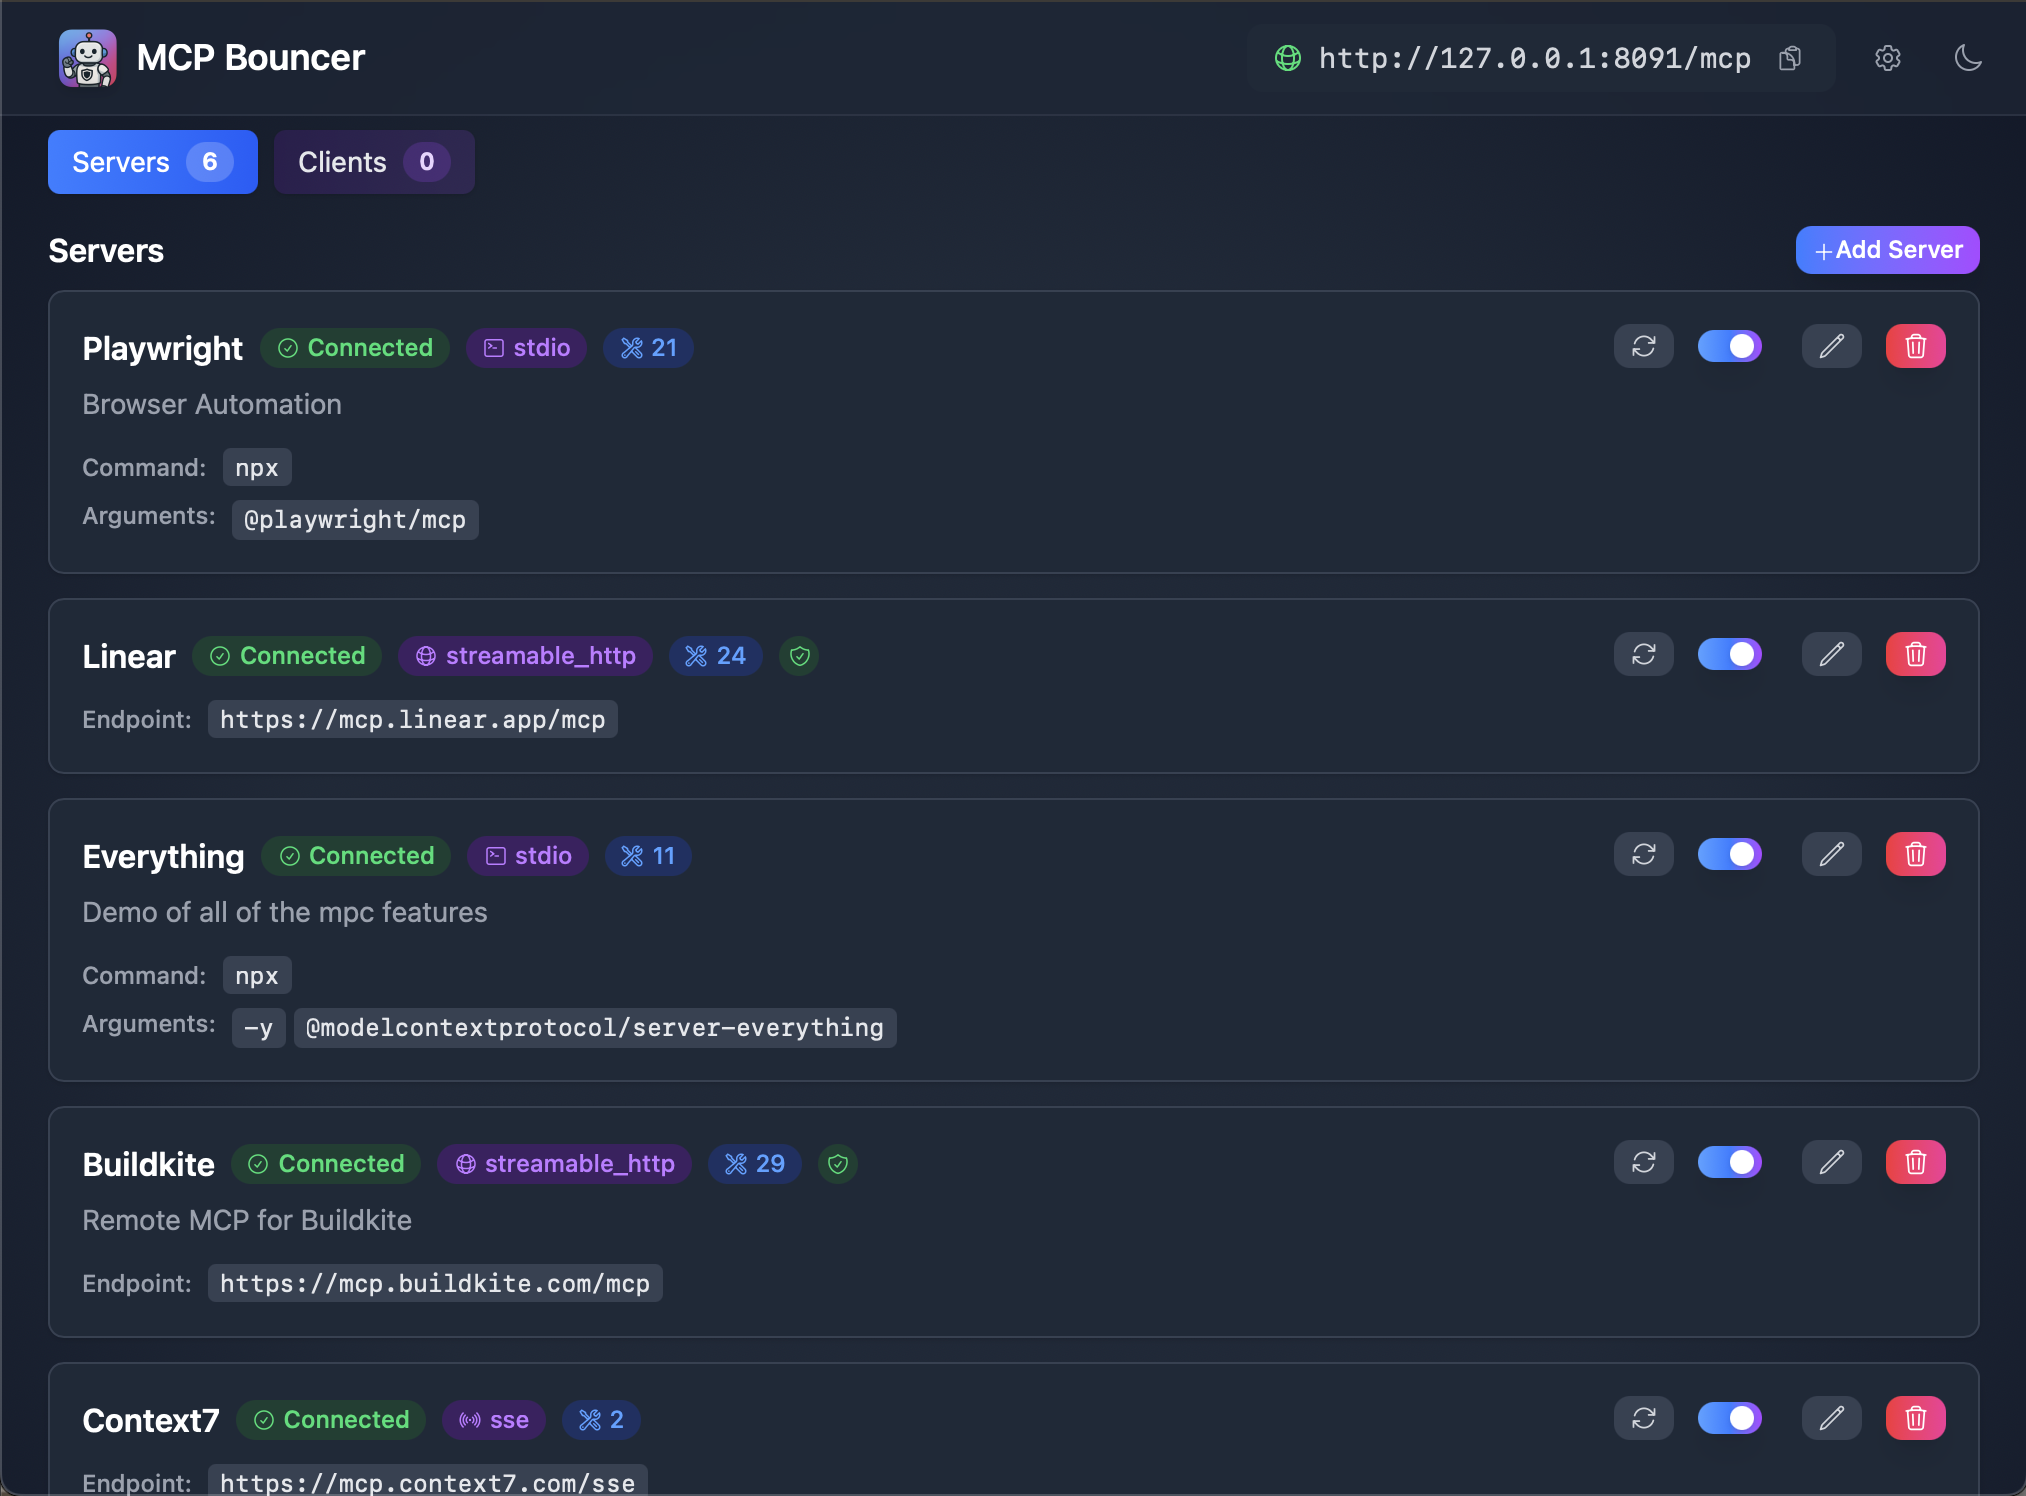 MCP Bouncer
http://127.0.0.1:8091/mcp
Servers 6
Clients 0
Servers
+Add Server
Playwright Connected stdio 21
Browser Automation
Command: npx
Arguments: @playwright/mcp
Linear Connected streamable_http 24
Endpoint: https://mcp.linear.app/mcp
Everything Connected stdio 11
Demo of all of the mpc features
Command: npx
Arguments: -y @modelcontextprotocol/server-everything
Buildkite Connected streamable_http 29
Remote MCP for Buildkite
Endpoint: https://mcp.buildkite.com/mcp
Context7 Connected sse 2
Endpoint: https://mcp.context7.com/sse